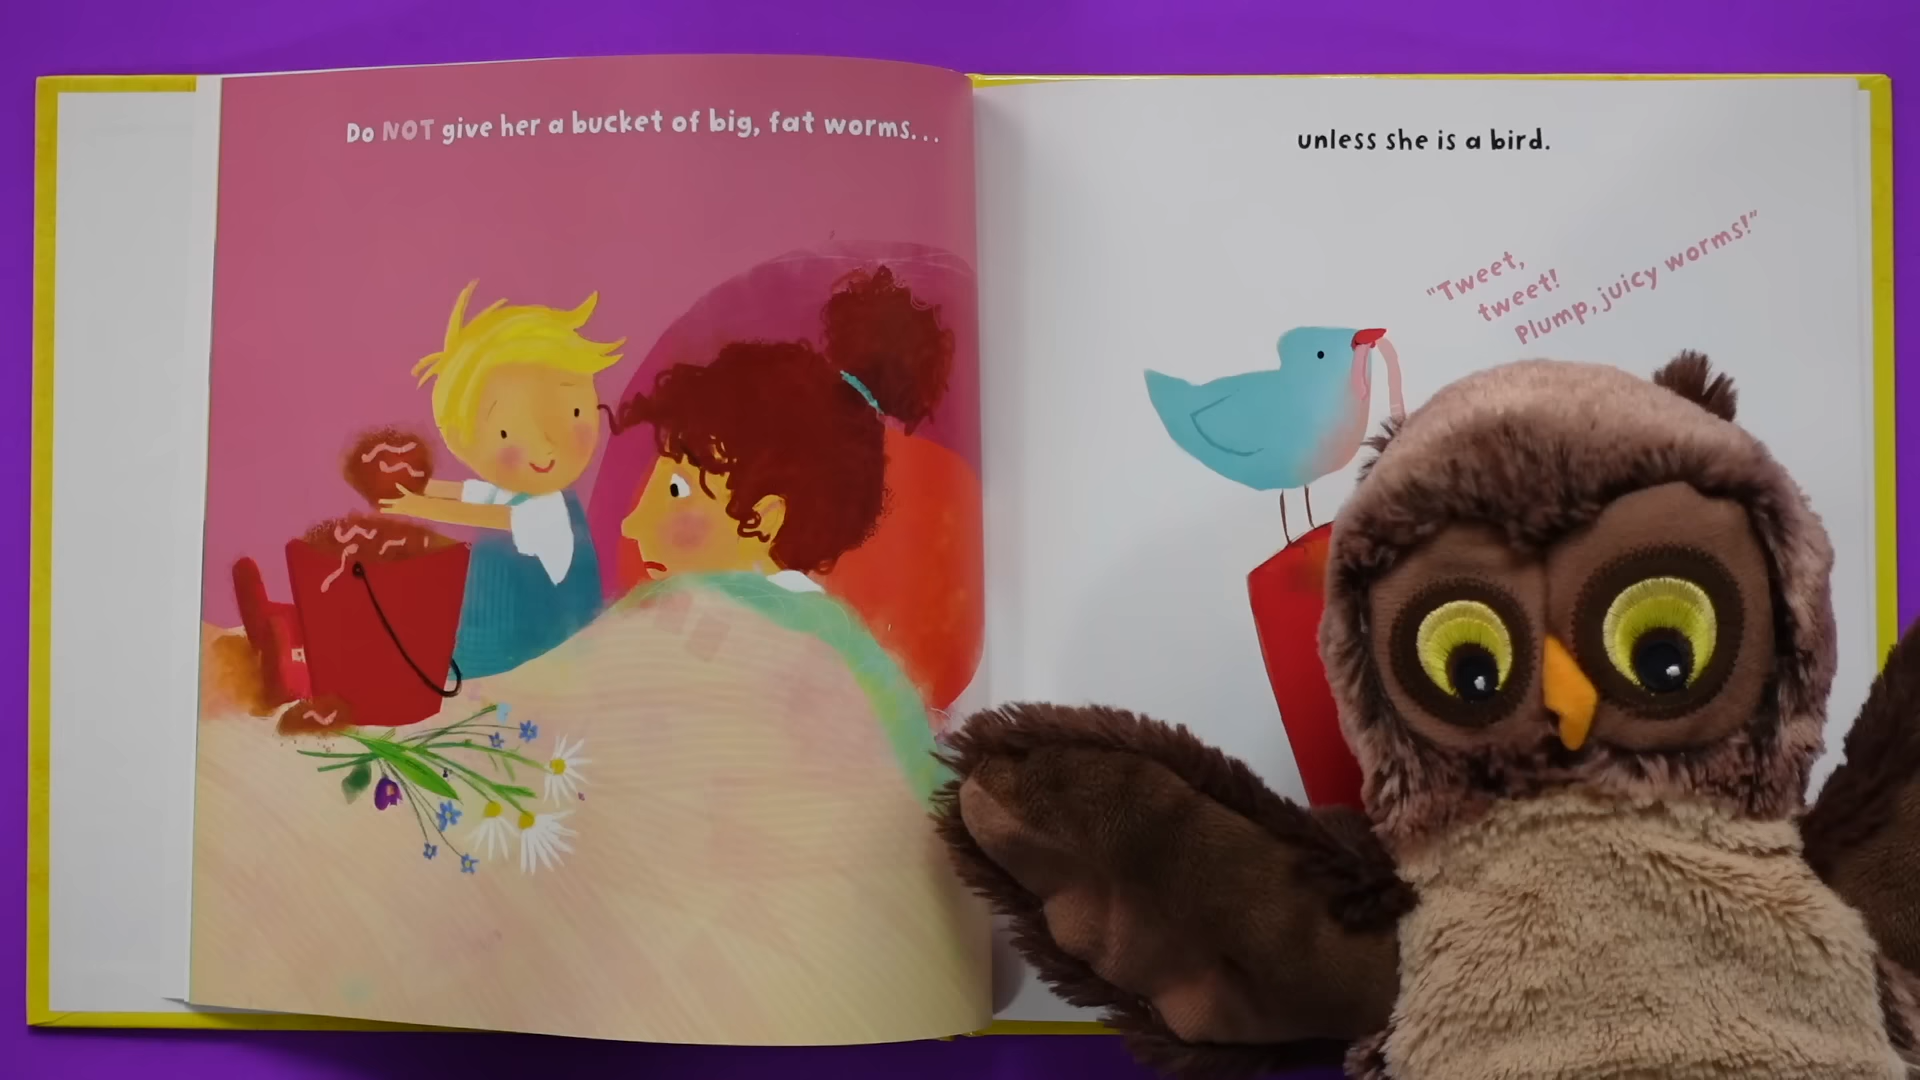 Do NOT give her a bucket of big, fat worms...
unless she is a bird.
"Tweet,
tweet!
Plump, juicy worms!"